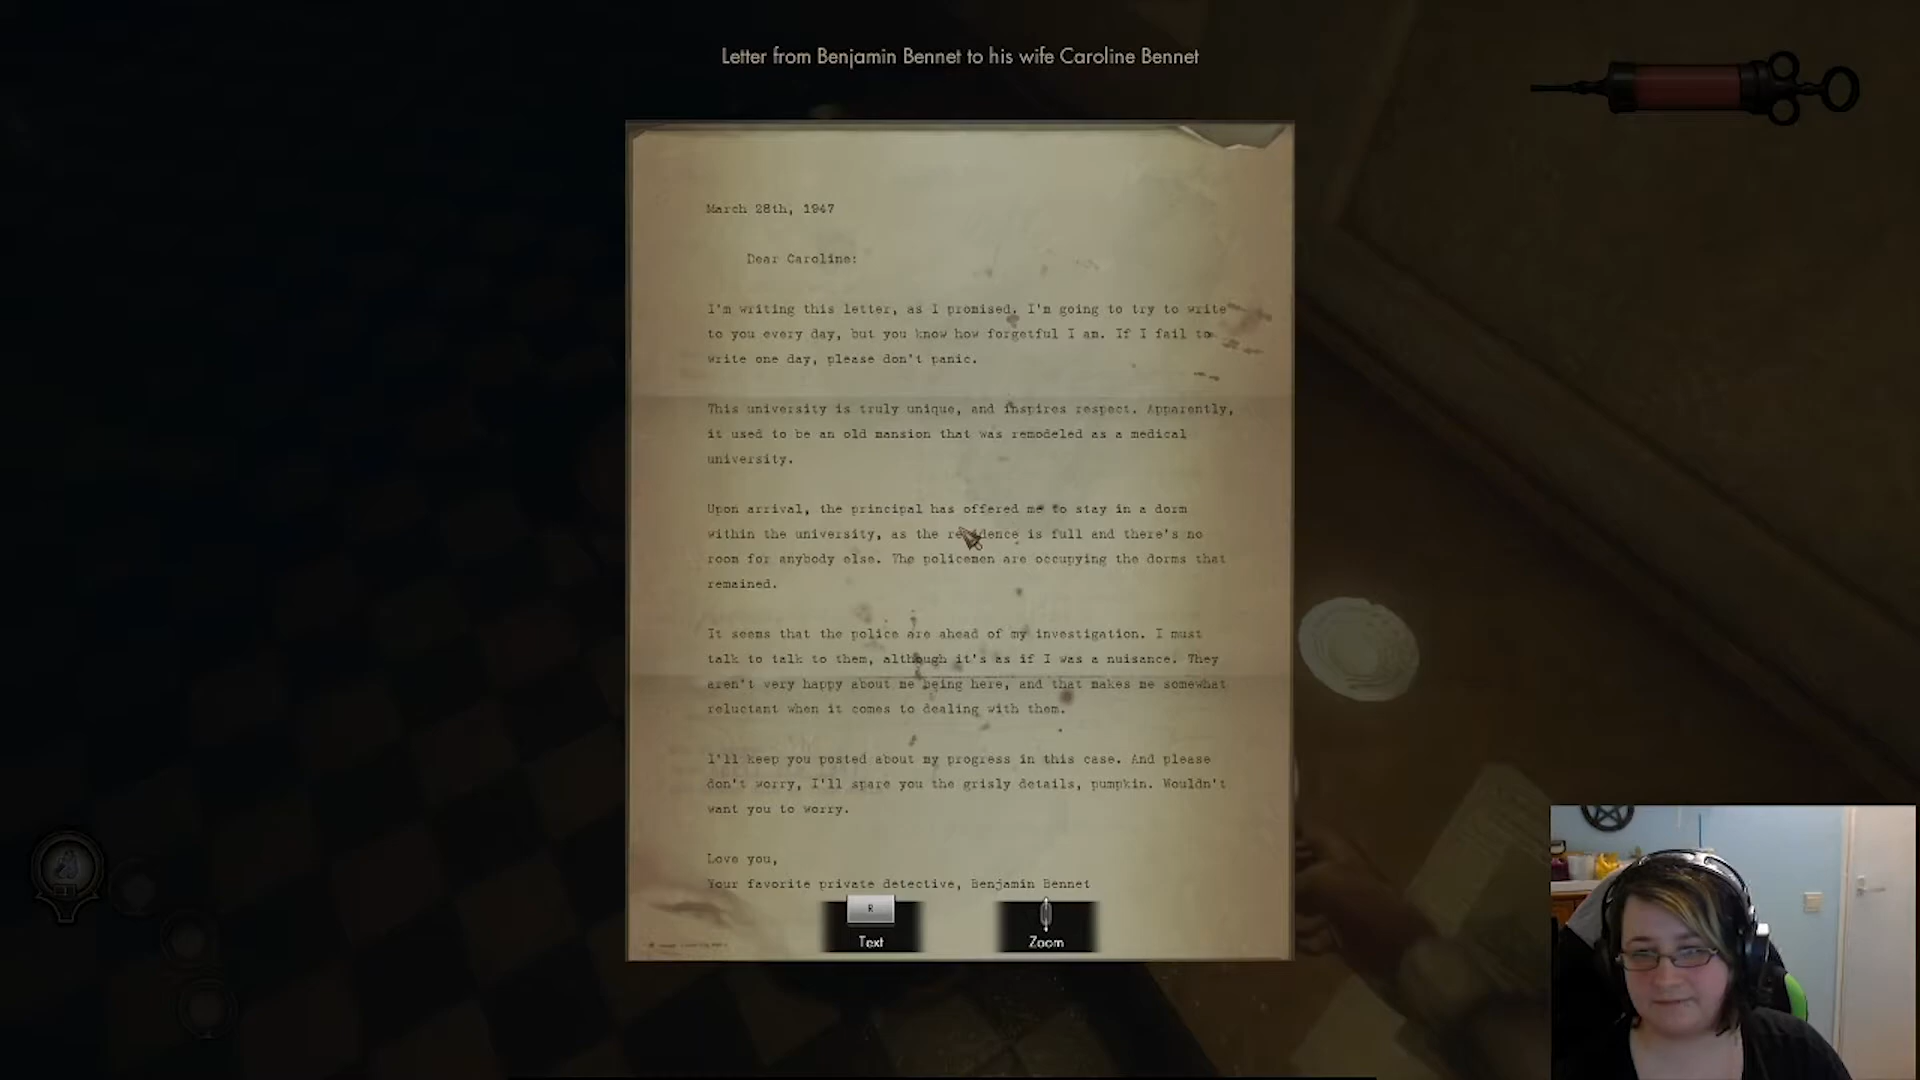 Letter from Benjamin Bennet to his wife Caroline Bennet
March 28th, 1947
Dear Caroline:
I'm writing this letter, as I promised. I'm going to try to write
to you every day, but you know how forgetful I am. If I fail to
write one day, please don't panic.
This university is truly unique, and inspires respect. Apparently,
it used to be an old mansion that was remodeled as a medical
university.
Upon arrival, the principal has offered me to stay in a dorm
within the university, as the residence is full and there's no
room for anybody else. The policemen are occupying the dorms that
remained.
It seems that the police are ahead of my investigation. I must
talk to talk to them, although it's as if I was a nuisance. They
aren't very happy about me being here, and that makes me somewhat
reluctant when it comes to dealing with them.
I'll keep you posted about my progress in this case. And please
don't worry, I'll spare you the grisly details, pumpkin. Wouldn't
want you to worry.
Love you,
Your favorite private detective, Benjamin Bennet
R
Text
Zoom